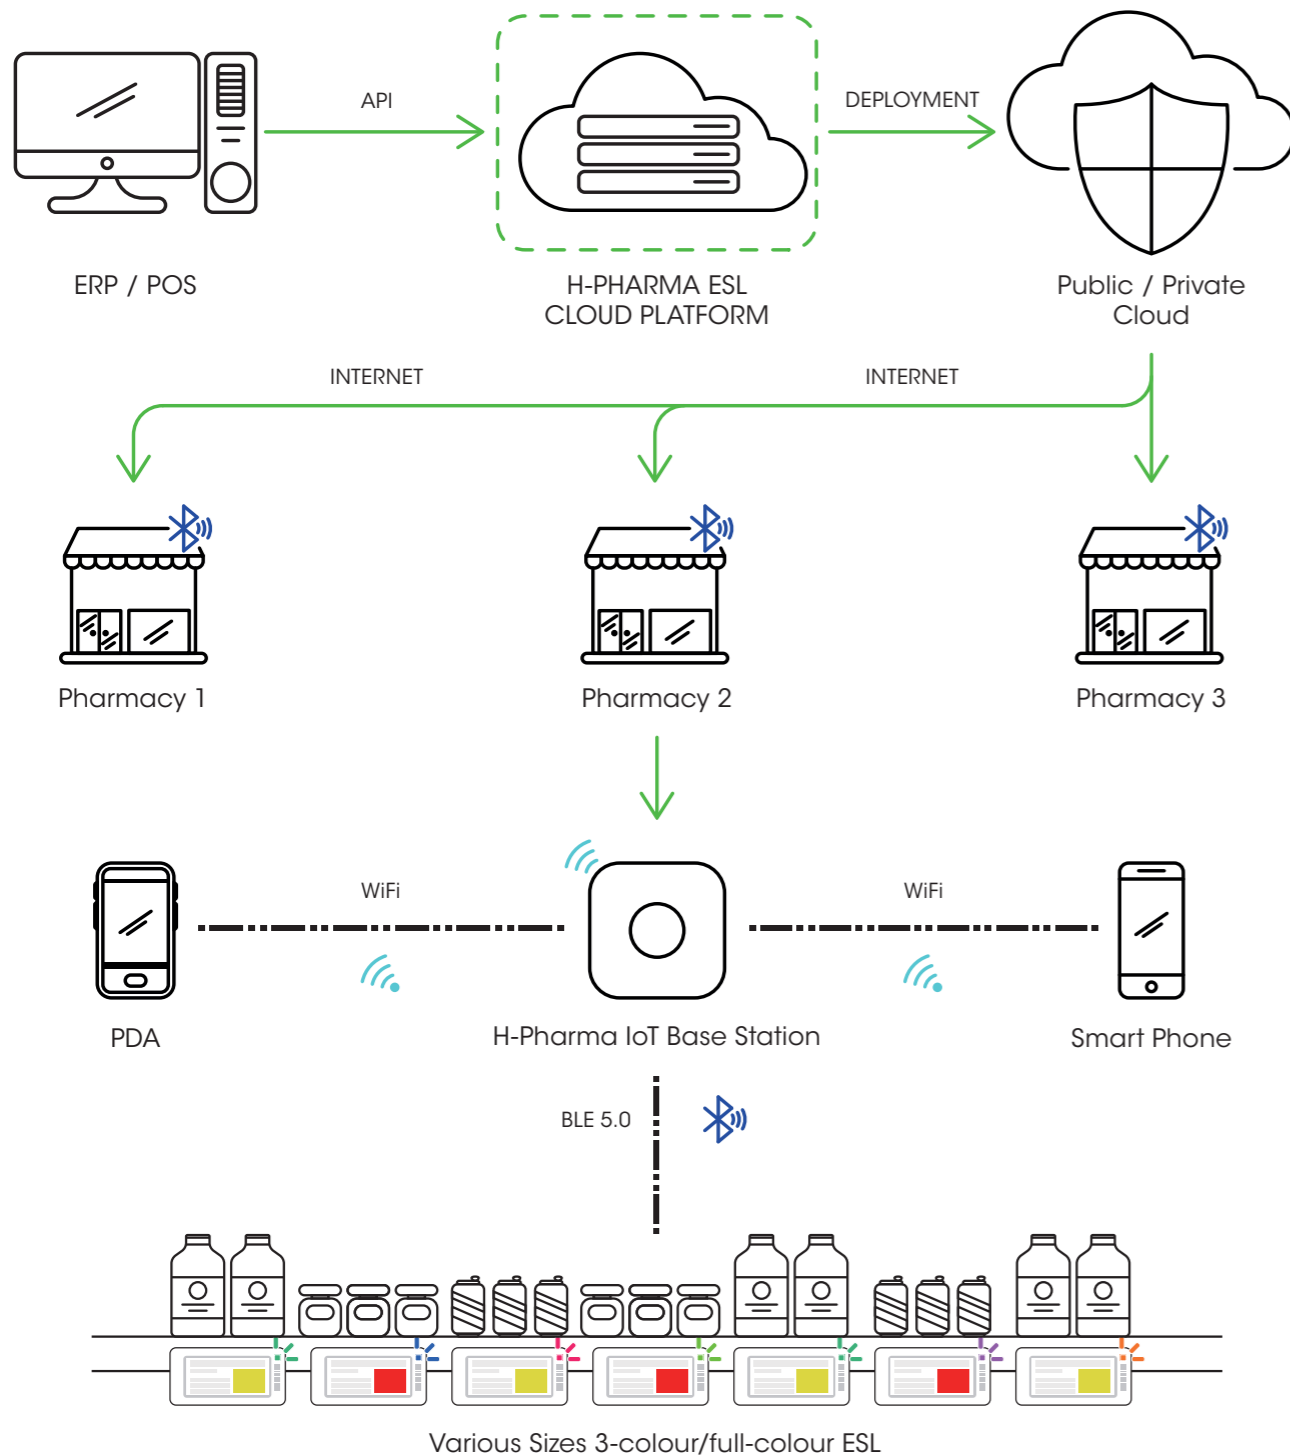 API
DEPLOYMENT
ERP / POS
H-PHARMA ESL
CLOUD PLATFORM
Public / Private
Cloud
INTERNET
INTERNET
Pharmacy 1
Pharmacy 2
Pharmacy 3
WiFi
WiFi
PDA
H-Pharma IoT Base Station
Smart Phone
BLE 5.0
Various Sizes 3-colour/full-colour ESL